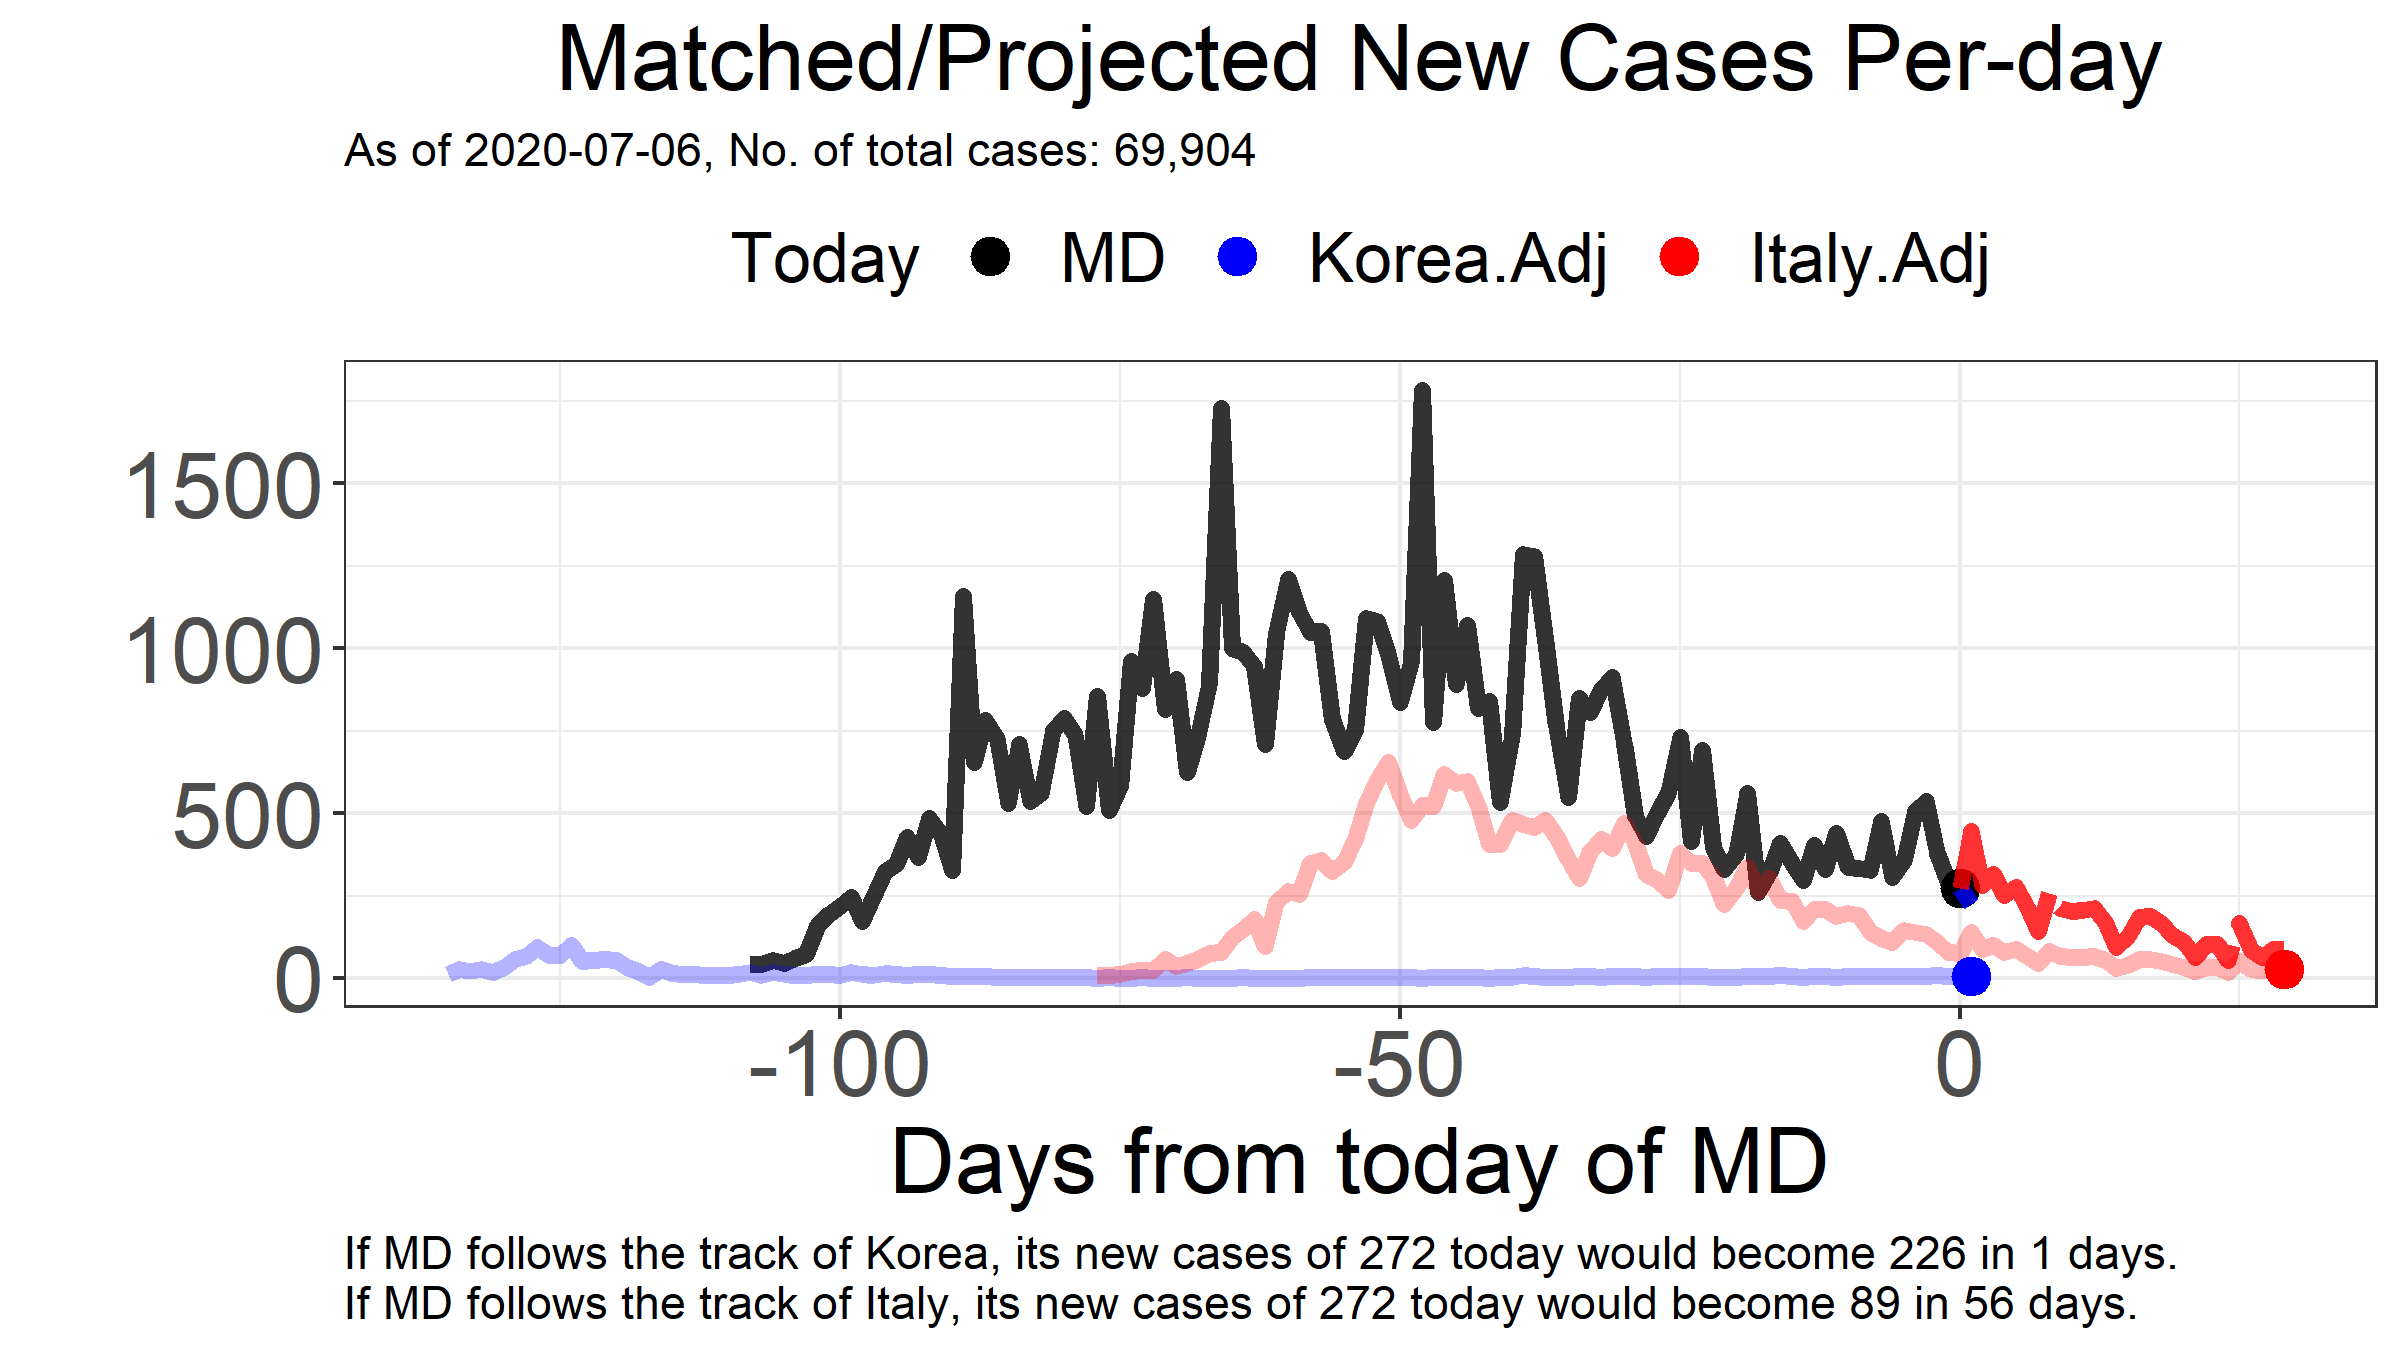 Matched/Projected New Cases Per-day
As of 2020-07-06, No. of total cases: 69,904
Today MD Korea.Adj Italy.Adj
1500
1000
500
0
-100 -50 0
Days from today of MD
If MD follows the track of Korea, its new cases of 272 today would become 226 in 1 days.
If MD follows the track of Italy, its new cases of 272 today would become 89 in 56 days.